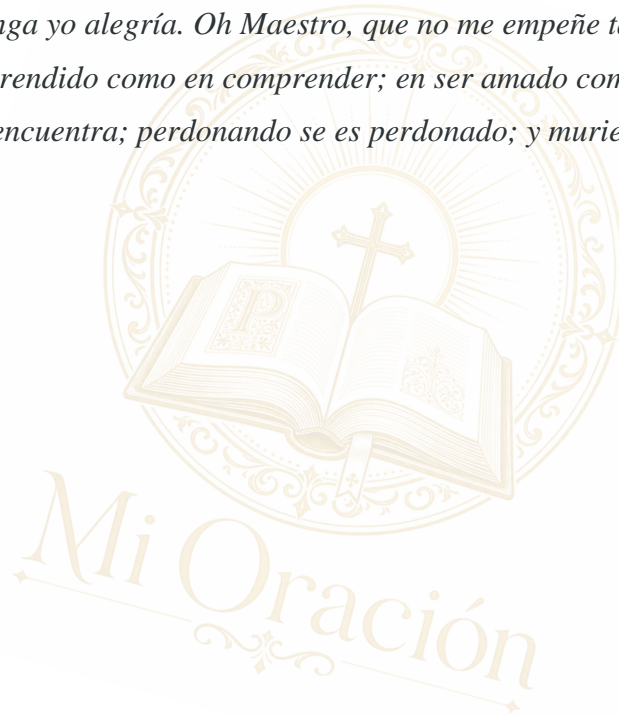 nga yo alegría. Oh Maestro, que no me empeñe t
rendido como en comprender; en ser amado com
encuentra; perdonando se es perdonado; y murie
Mi Oración